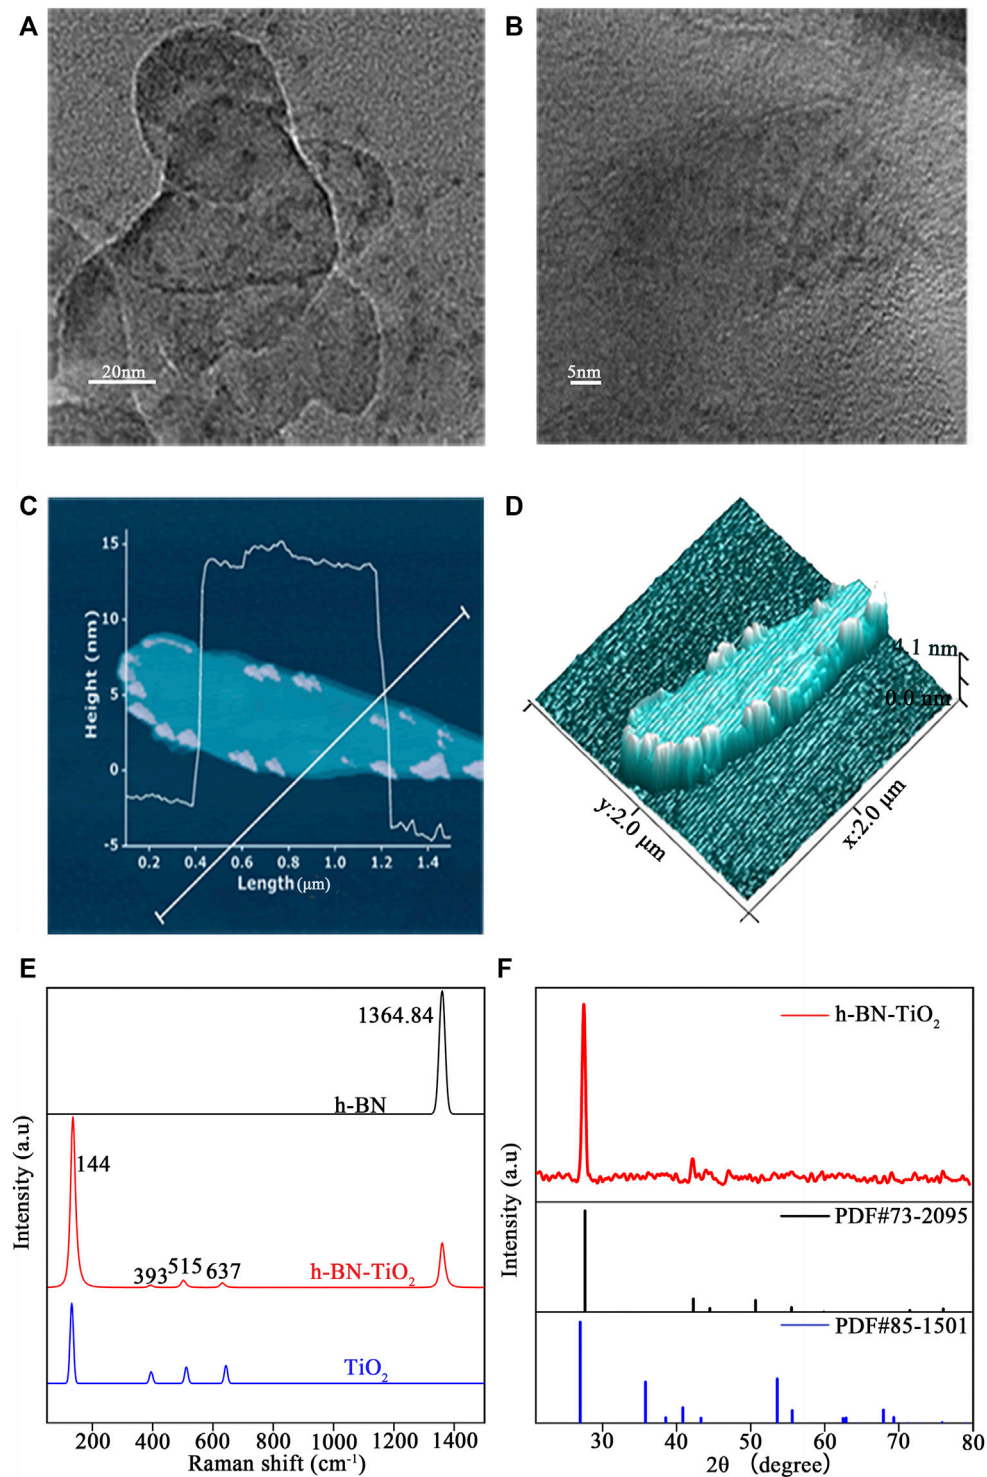 A
20nm
B
5nm
C
Height (nm)
15
10
5
0
-5
0.2 0.4 0.6 0.8 1.0 1.2 1.4
Length (μm)
D
4.1 nm
0.0 nm
y:2.0 μm
x:2.0 μm
E
1364.84
h-BN
144
393 515 637
h-BN-TiO₂
TiO₂
Intensity (a.u)
200 400 600 800 1000 1200 1400
Raman shift (cm⁻¹)
F
h-BN-TiO₂
PDF#73-2095
PDF#85-1501
Intensity (a.u)
30 40 50 60 70 80
2θ (degree)